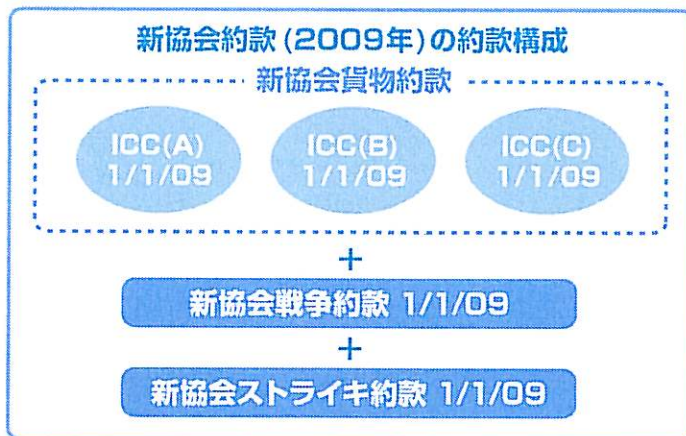 新協会約款(2009年)の約款構成
新協会貨物約款
ICC(A)
1/1/09
ICC(B)
1/1/09
ICC(C)
1/1/09
+
新協会戦争約款 1/1/09
+
新協会ストライキ約款 1/1/09